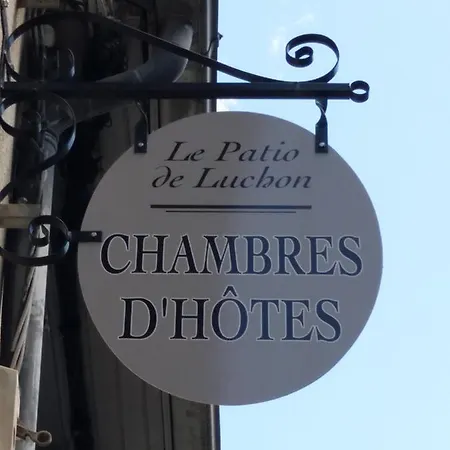 Le Patio
de Luchon
CHAMBRES
D'HÔTES